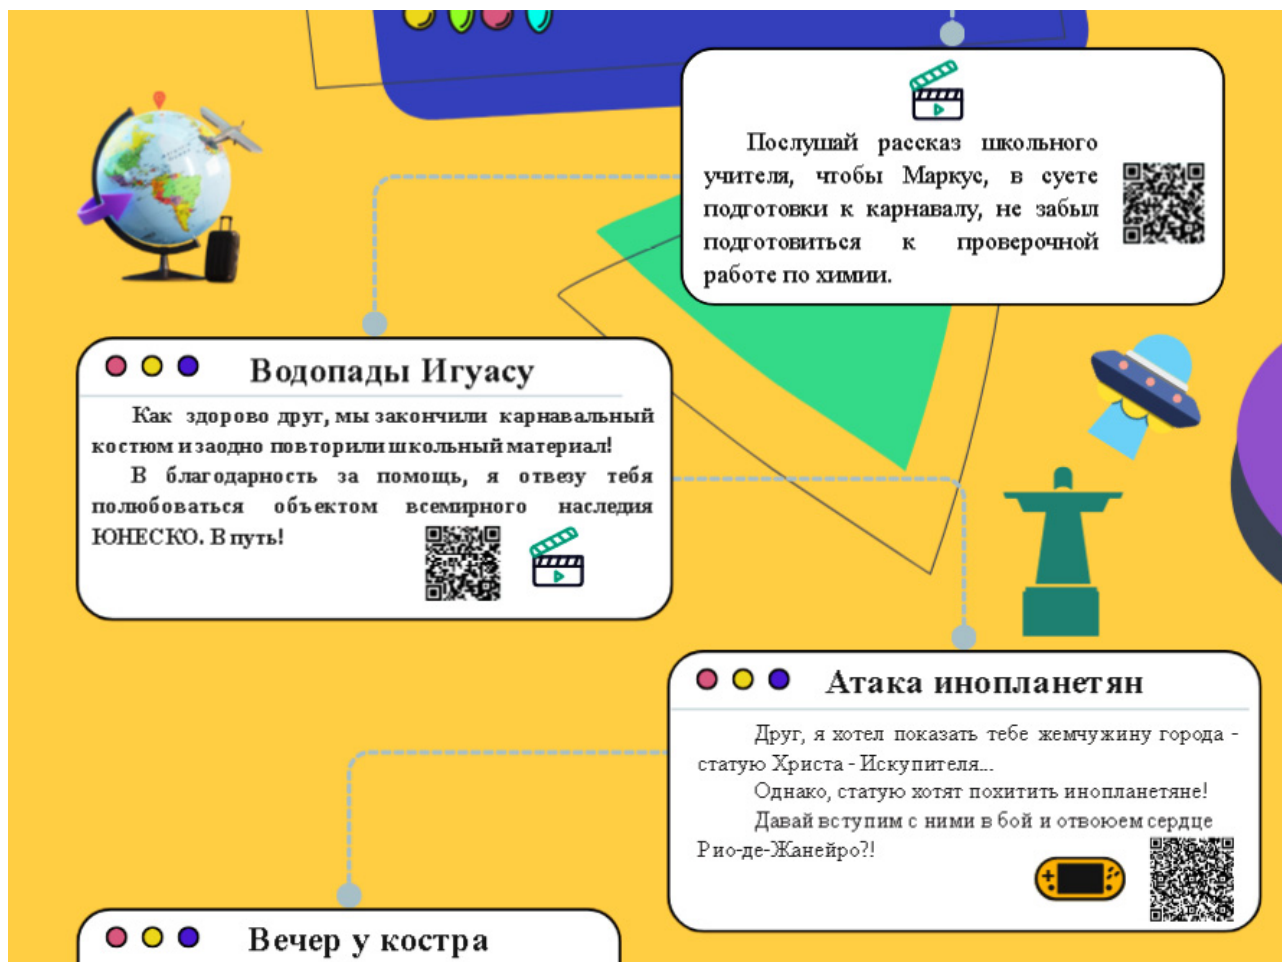 Послушай рассказ школьного
учителя, чтобы Маркус, в суете
подготовки к карнавалу, не забыл
подготовиться к проверочной
работе по химии.
Водопады Игуасу
Как здорово друг, мы закончили карнавальный
костюм и заодно повторили школьный материал!
В благодарность за помощь, я отвезу тебя
полюбоваться объектом всемирного наследия
ЮНЕСКО. В путь!
Атака инопланетян
Друг, я хотел показать тебе жемчужину города -
статую Христа - Искупителя...
Однако, статую хотят похитить инопланетяне!
Давай вступим с ними в бой и отвоюем сердце
Рио-де-Жанейро?!
Вечер у костра